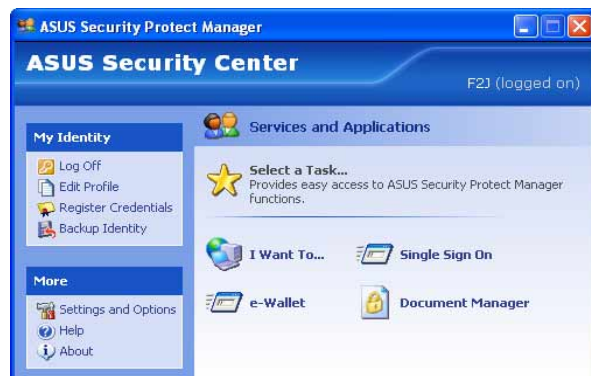 ASUS Security Protect Manager
ASUS Security Center
F2J (logged on)
My Identity
Log Off
Edit Profile
Register Credentials
Backup Identity
More
Settings and Options
Help
About
Services and Applications
Select a Task...
Provides easy access to ASUS Security Protect Manager
functions.
I Want To...
Single Sign On
e-Wallet
Document Manager